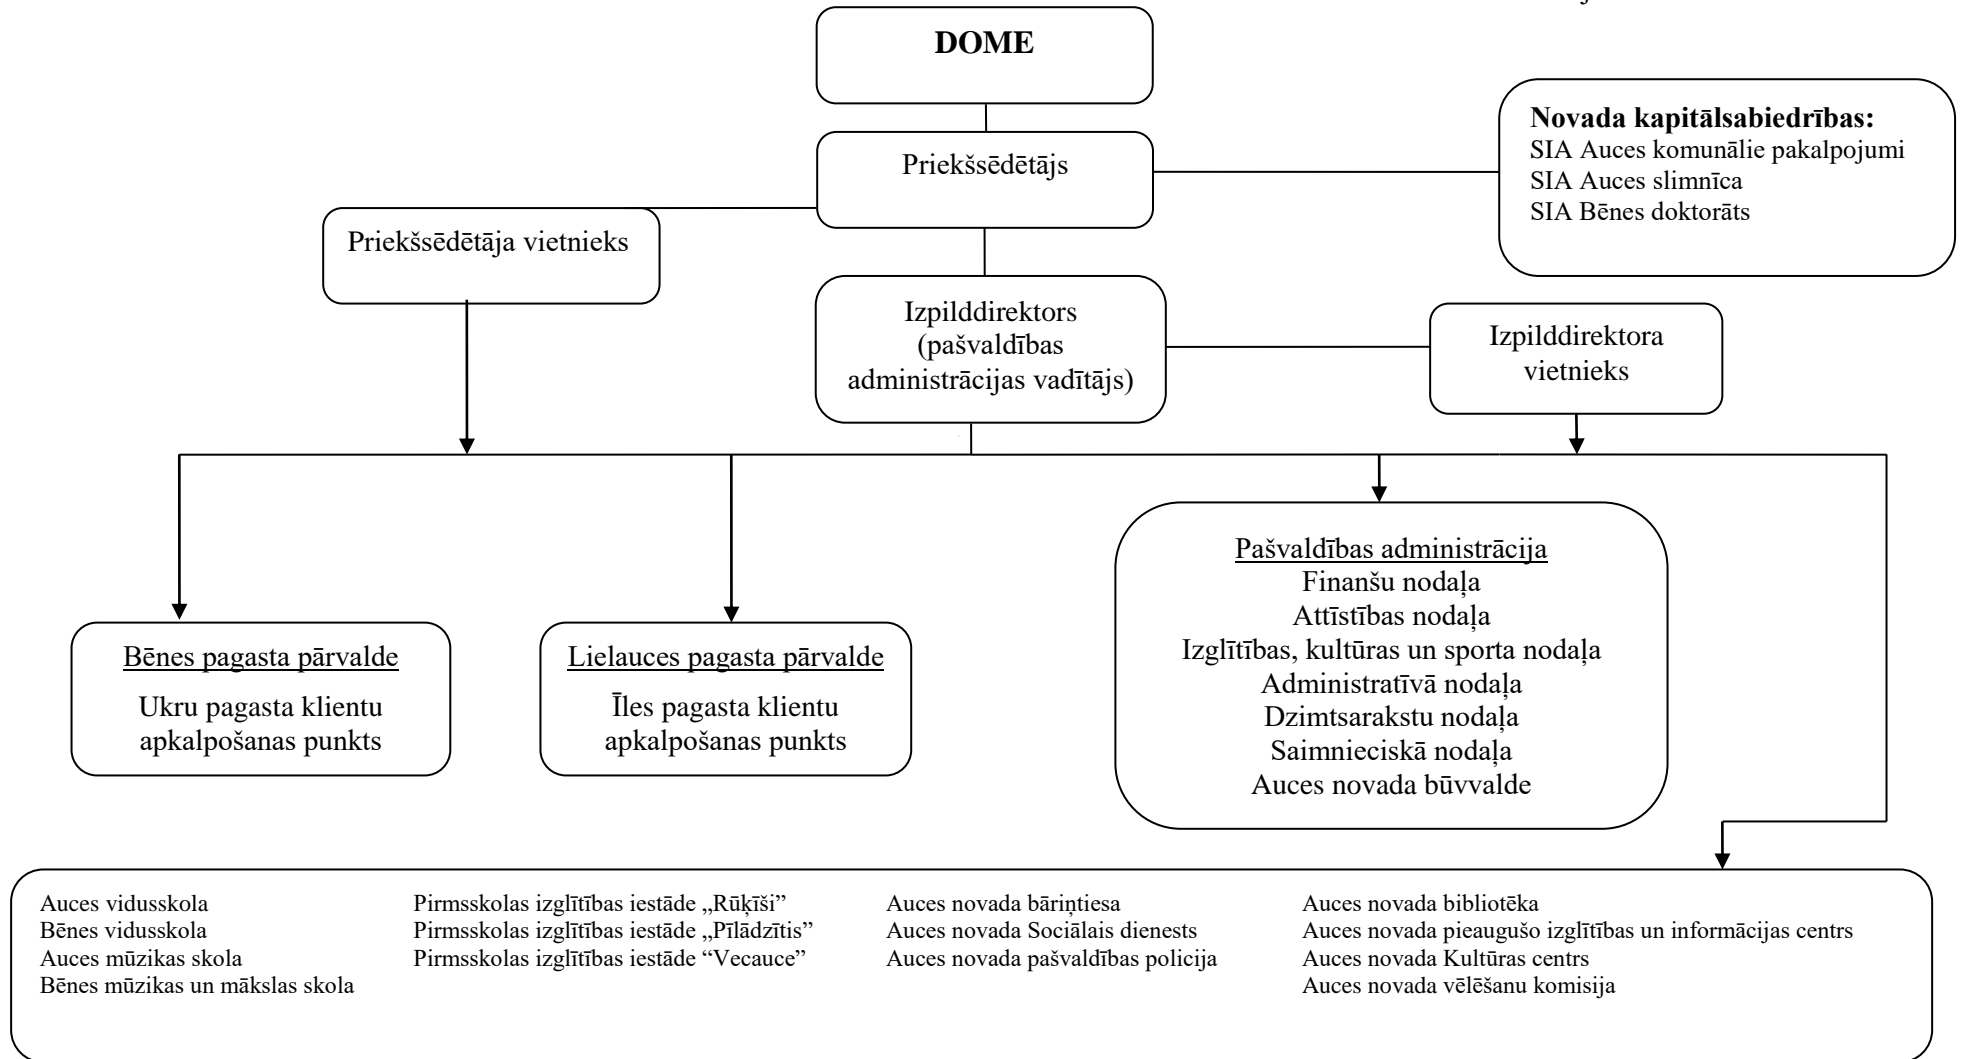 DOME
Novada kapitālsabiedrības:
SIA Auces komunālie pakalpojumi
SIA Auces slimnīca
SIA Bēnes doktorāts
Priekšsēdētājs
Priekšsēdētāja vietnieks
Izpilddirektors
(pašvaldības
administrācijas vadītājs)
Izpilddirektora
vietnieks
Bēnes pagasta pārvalde
Ukru pagasta klientu
apkalpošanas punkts
Lielauces pagasta pārvalde
Īles pagasta klientu
apkalpošanas punkts
Pašvaldības administrācija
Finanšu nodaļa
Attīstības nodaļa
Izglītības, kultūras un sporta nodaļa
Administratīvā nodaļa
Dzimtsarakstu nodaļa
Saimnieciskā nodaļa
Auces novada būvvalde
Auces vidusskola
Bēnes vidusskola
Auces mūzikas skola
Bēnes mūzikas un mākslas skola
Pirmsskolas izglītības iestāde „Rūķīši”
Pirmsskolas izglītības iestāde „Pīlādzītis”
Pirmsskolas izglītības iestāde “Vecauce”
Auces novada bāriņtiesa
Auces novada Sociālais dienests
Auces novada pašvaldības policija
Auces novada bibliotēka
Auces novada pieaugušo izglītības un informācijas centrs
Auces novada Kultūras centrs
Auces novada vēlēšanu komisija